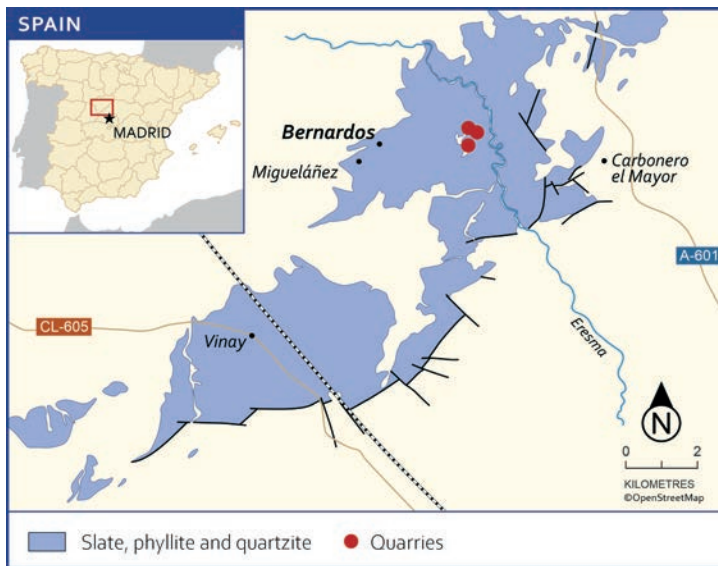 SPAIN
MADRID
Bernardos
Migueláñez
Carbonero
el Mayor
A-601
CL-605
Vinay
Eresma
N
0 2
KILOMETRES
©OpenStreetMap
Slate, phyllite and quartzite
Quarries